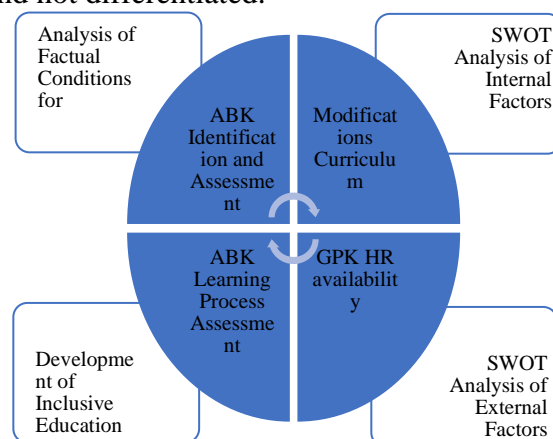 nd not differentiated.
Analysis of
Factual
Conditions
for
SWOT
Analysis of
Internal
Factors
ABK
Identificat
ion and
Assessme
nt
Modificat
ions
Curriculu
m
ABK
Learning
Process
Assessme
nt
GPK HR
availabilit
y
Developme
nt of
Inclusive
Education
SWOT
Analysis of
External
Factors